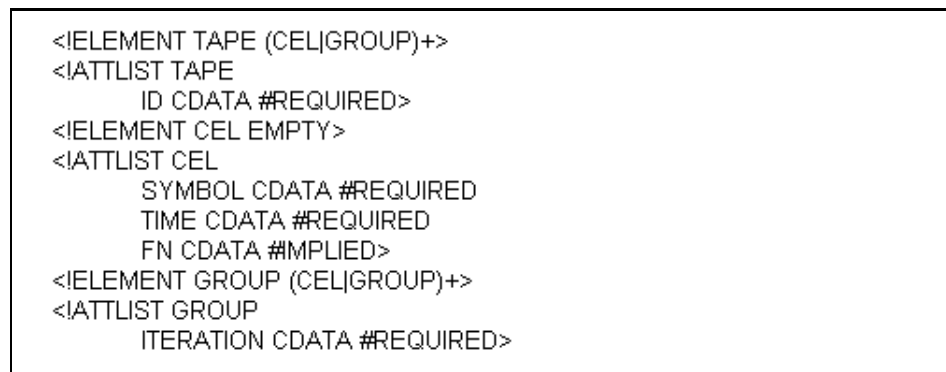 <!ELEMENT TAPE (CEL|GROUP)+>
<!ATTLIST TAPE
ID CDATA #REQUIRED>
<!ELEMENT CEL EMPTY>
<!ATTLIST CEL
SYMBOL CDATA #REQUIRED
TIME CDATA #REQUIRED
FN CDATA #IMPLIED>
<!ELEMENT GROUP (CEL|GROUP)+>
<!ATTLIST GROUP
ITERATION CDATA #REQUIRED>